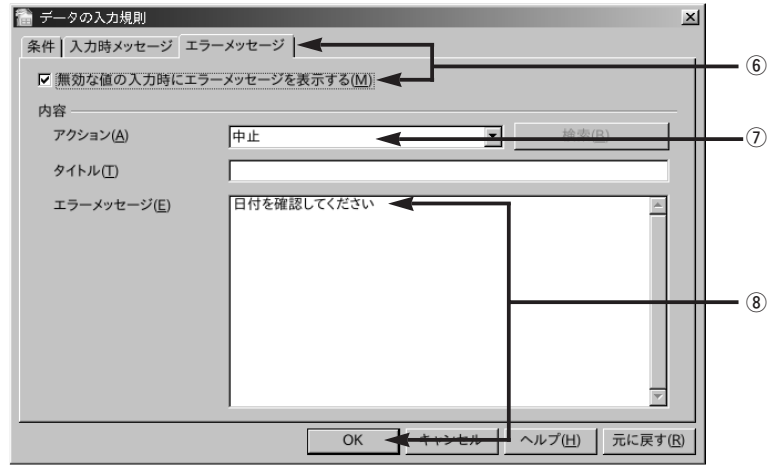 データの入力規則
条件 入力時メッセージ エラーメッセージ
無効な値の入力時にエラーメッセージを表示する(M)
⑥
内容
アクション(A) 中止 検索(B)
⑦
タイトル(T)
エラーメッセージ(E) 日付を確認してください
⑧
OK キャンセル ヘルプ(H) 元に戻す(R)